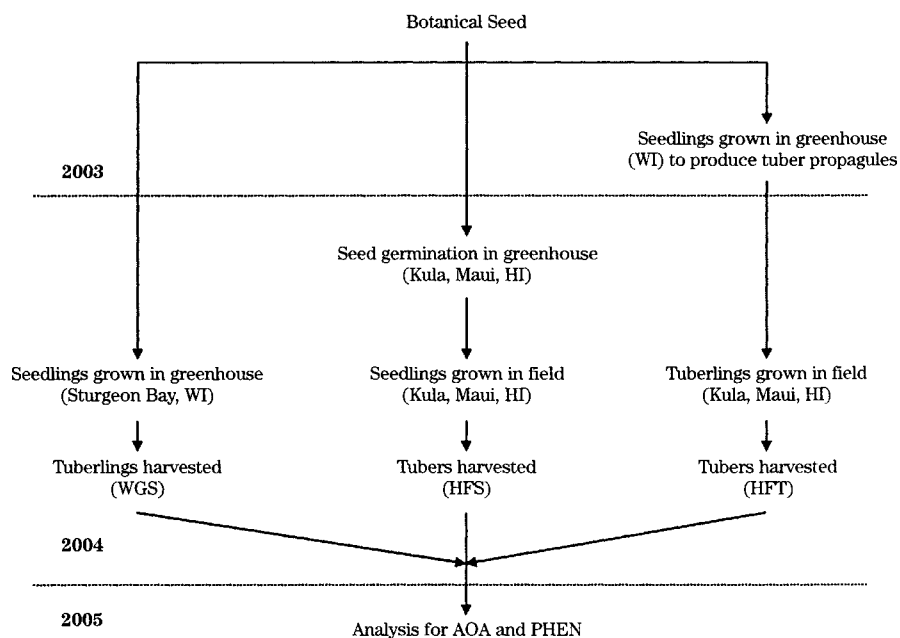 Botanical Seed
Seedlings grown in greenhouse
(WI) to produce tuber propagules
2003
Seed germination in greenhouse
(Kula, Maui, HI)
Seedlings grown in greenhouse
(Sturgeon Bay, WI)
Seedlings grown in field
(Kula, Maui, HI)
Tuberlings grown in field
(Kula, Maui, HI)
Tuberlings harvested
(WGS)
Tubers harvested
(HFS)
Tubers harvested
(HFT)
2004
2005
Analysis for AOA and PHEN